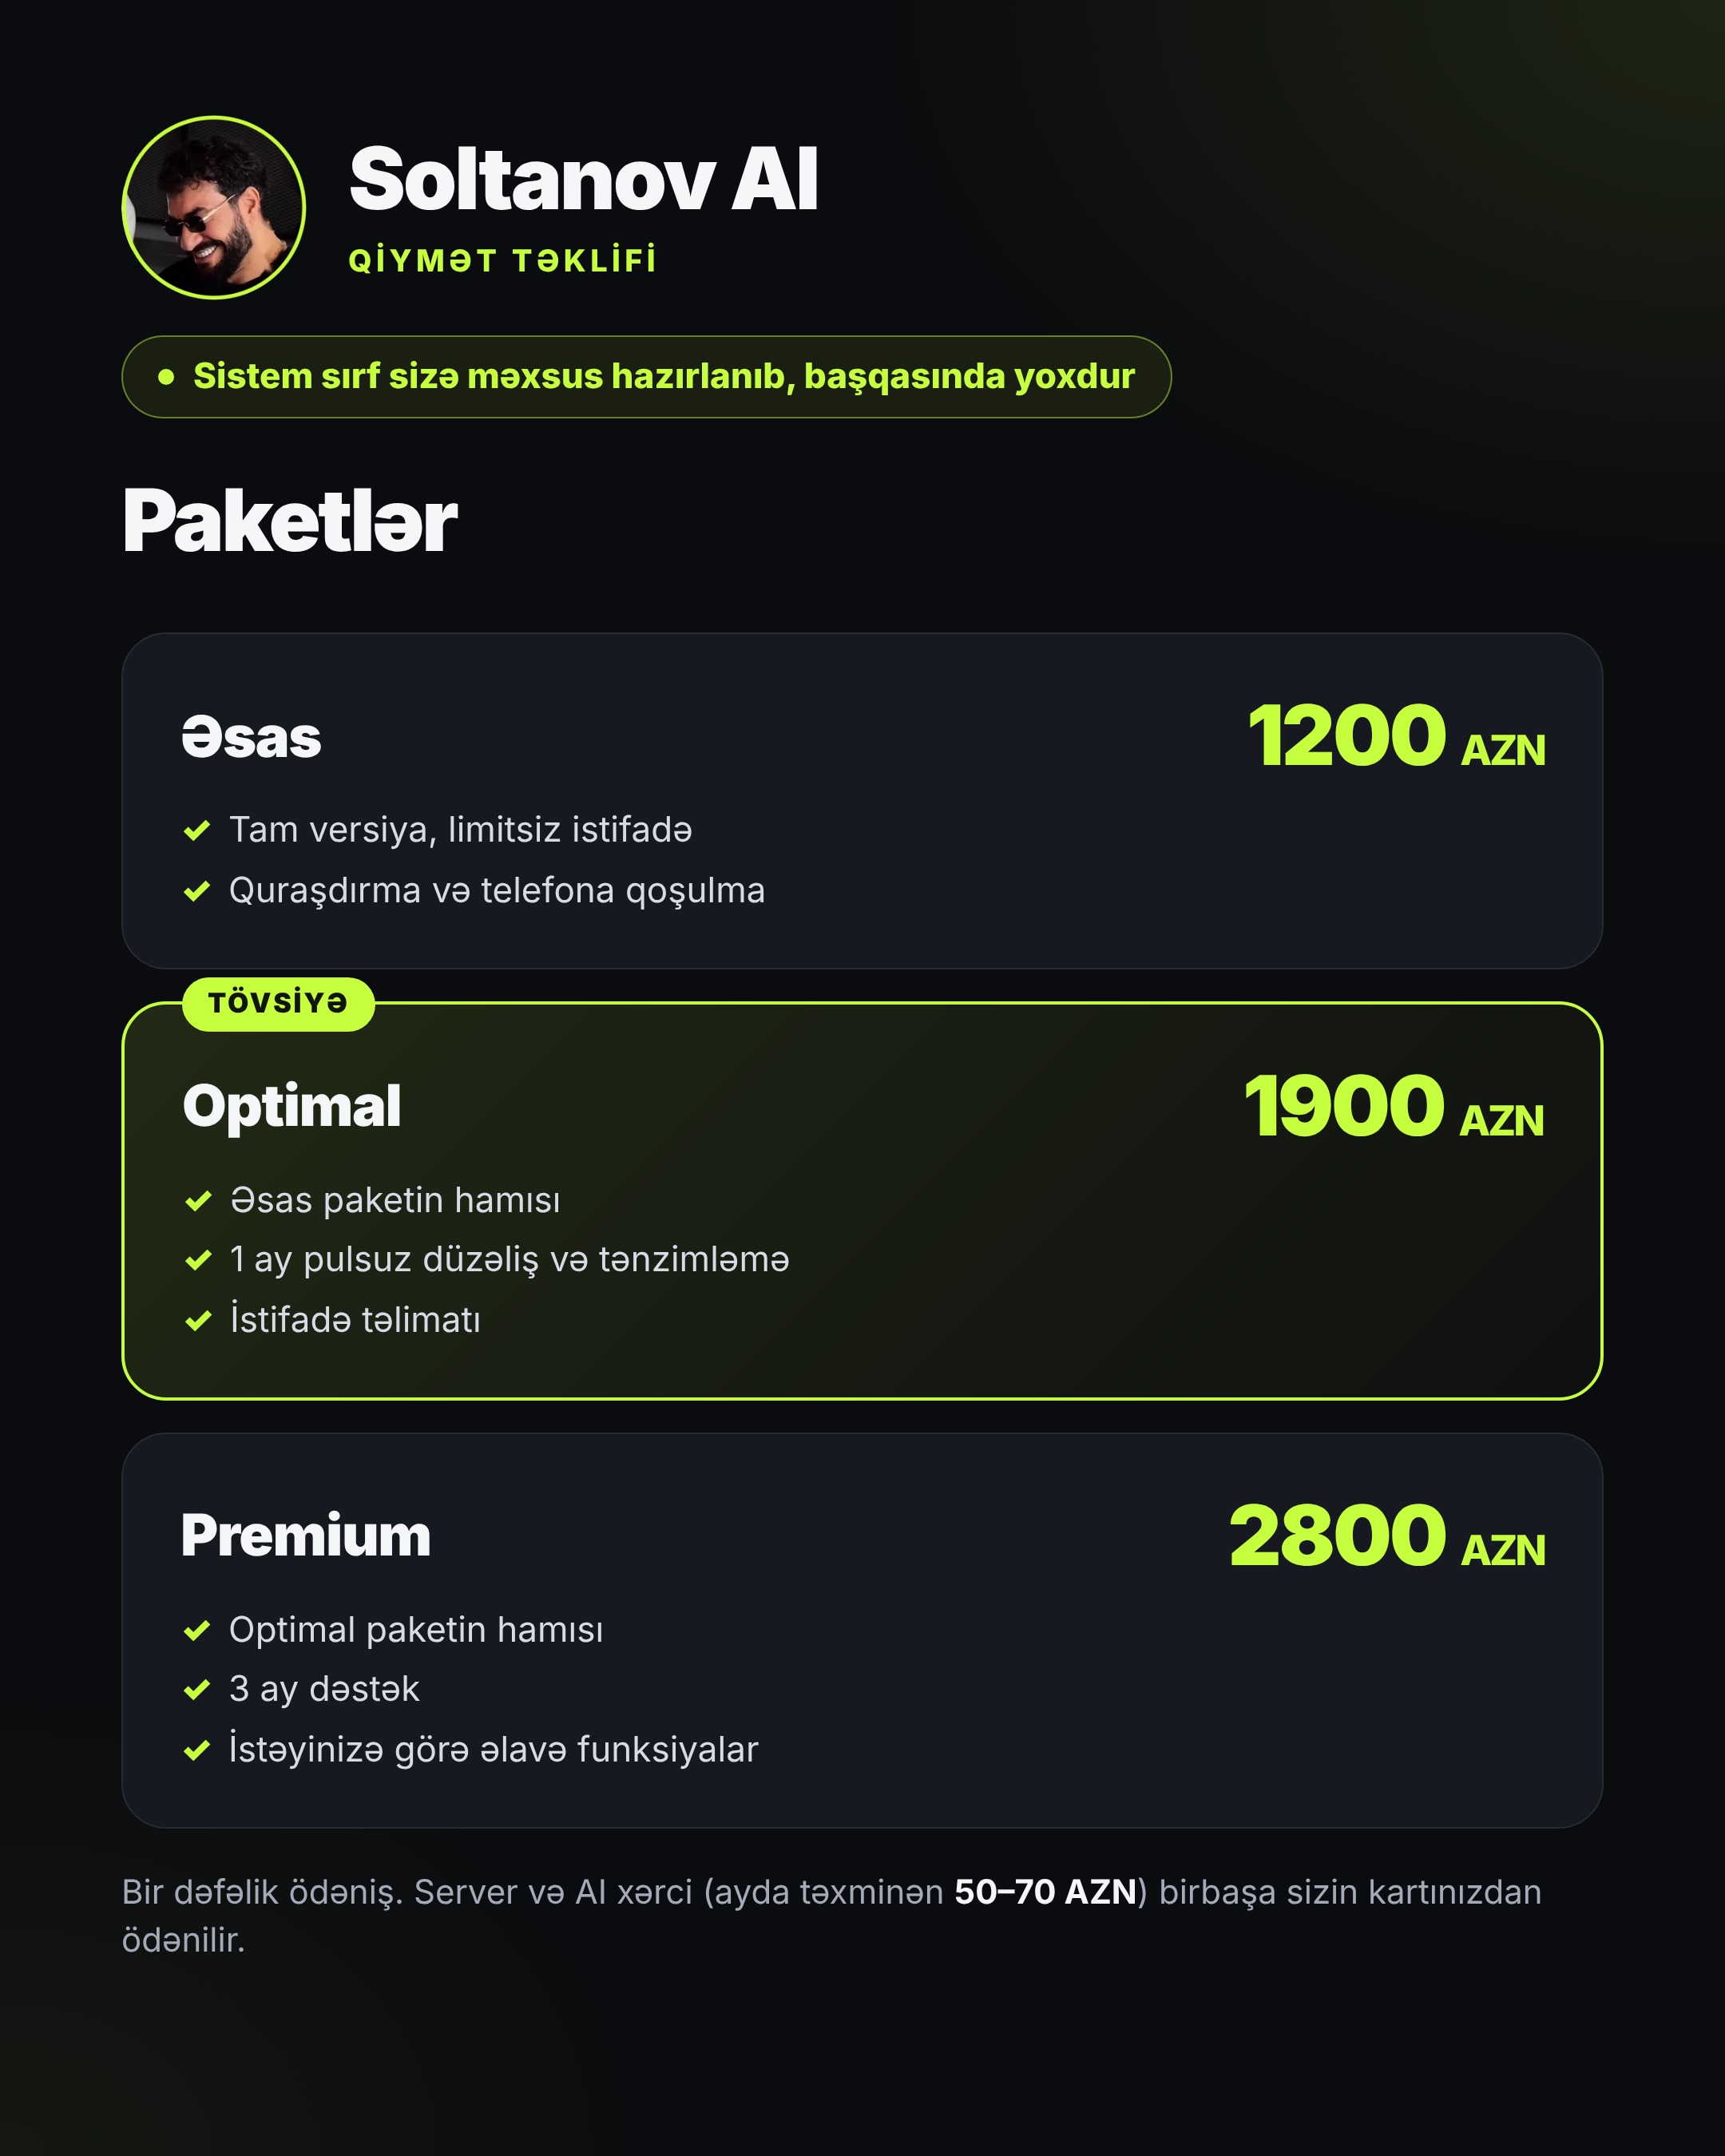 Soltanov AI
QİYMƏT TƏKLİFİ
Sistem sırf sizə məxsus hazırlanıb, başqasında yoxdur
Paketlər
Əsas
1200 AZN
Tam versiya, limitsiz istifadə
Quraşdırma və telefona qoşulma
TÖVSİYƏ
Optimal
1900 AZN
Əsas paketin hamısı
1 ay pulsuz düzəliş və tənzimləmə
İstifadə təlimatı
Premium
2800 AZN
Optimal paketin hamısı
3 ay dəstək
İstəyinizə görə əlavə funksiyalar
Bir dəfəlik ödəniş. Server və AI xərci (ayda təxminən 50–70 AZN) birbaşa sizin kartınızdan
ödənilir.